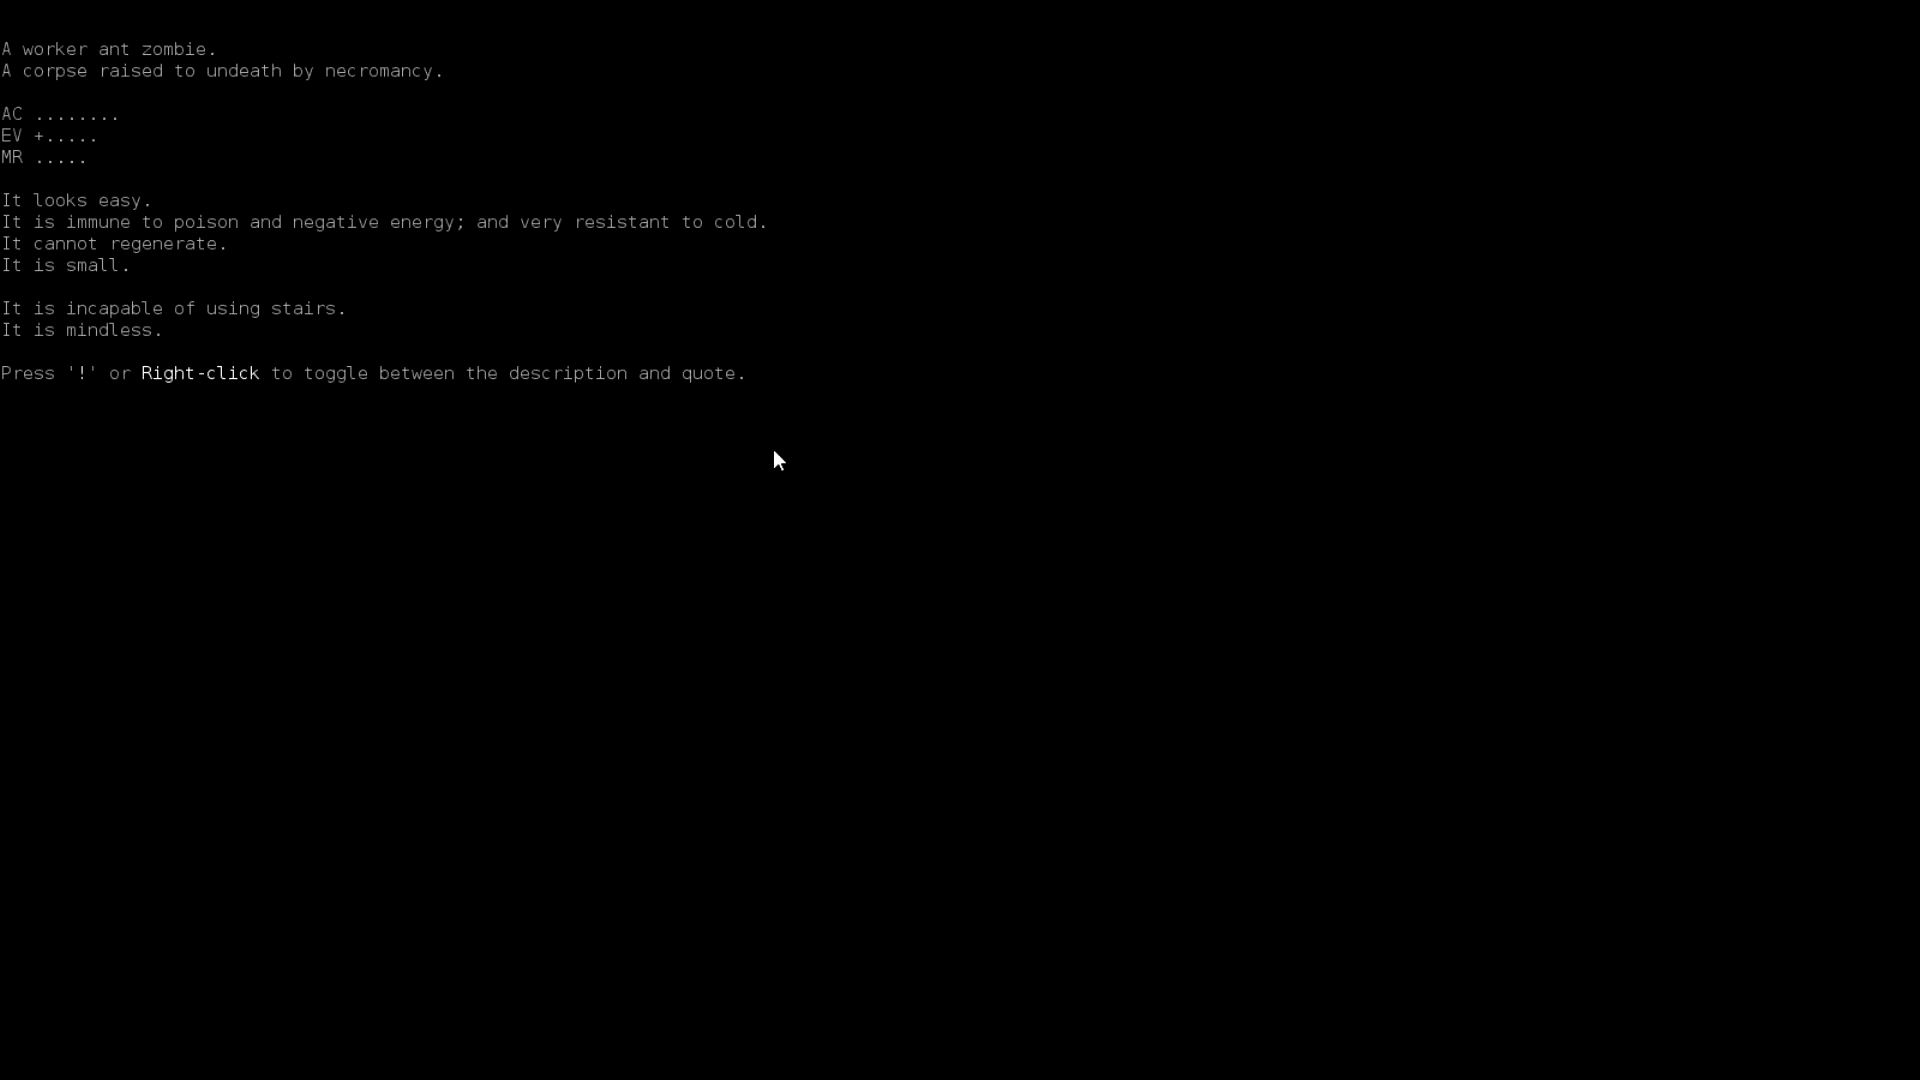 A worker ant zombie.
A corpse raised to undeath by necromancy.
AC ........
EV +.....
MR .....
It looks easy.
It is immune to poison and negative energy; and very resistant to cold.
It cannot regenerate.
It is small.
It is incapable of using stairs.
It is mindless.
Press '!' or Right-click to toggle between the description and quote.